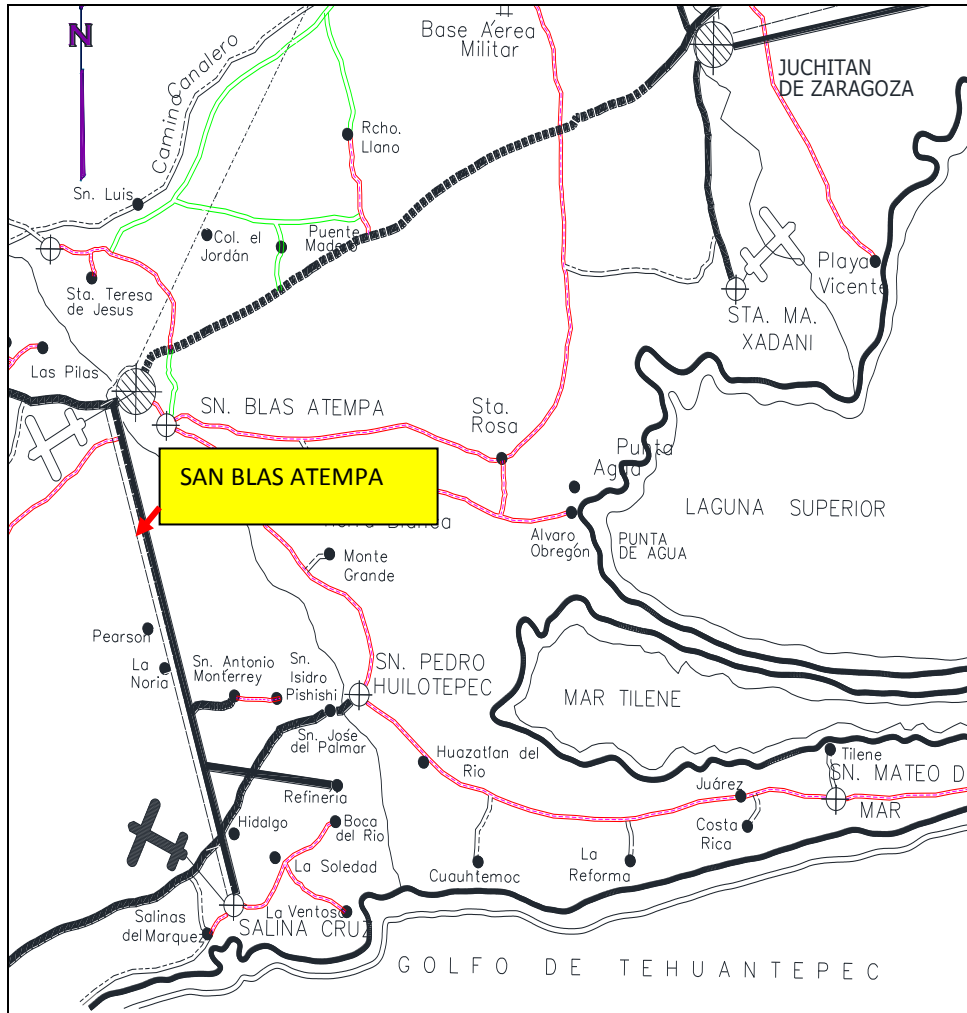 N
Camino Canalero
Base Aérea
Militar
JUCHITAN
DE ZARAGOZA
Rcho.
Llano
Sn. Luis
Col. el
Jordán
Puente
Madero
Playa
Vicente
Sta. Teresa
de Jesus
STA. MA.
XADANI
Las Pilas
SN. BLAS ATEMPA
Sta.
Rosa
Punta
Agua
SAN BLAS ATEMPA
LAGUNA SUPERIOR
Alvaro
Obregón
PUNTA
DE AGUA
Monte
Grande
Pearson
La
Noria
Sn. Antonio
Monterrey
Sn.
Isidro
Pishishi
SN. PEDRO
HUILOTEPEC
MAR TILENE
Sn. José
del Palmar
Huazatlan del
Rio
Tilene
SN. MATEO D
MAR
Refinería
Juárez
Hidalgo
Boca
del Rio
Costa
Rica
La Soledad
Cuauhtemoc
La
Reforma
Salinas
del Marquez
La Ventosa
SALINA CRUZ
GOLFO DE TEHUANTEPEC